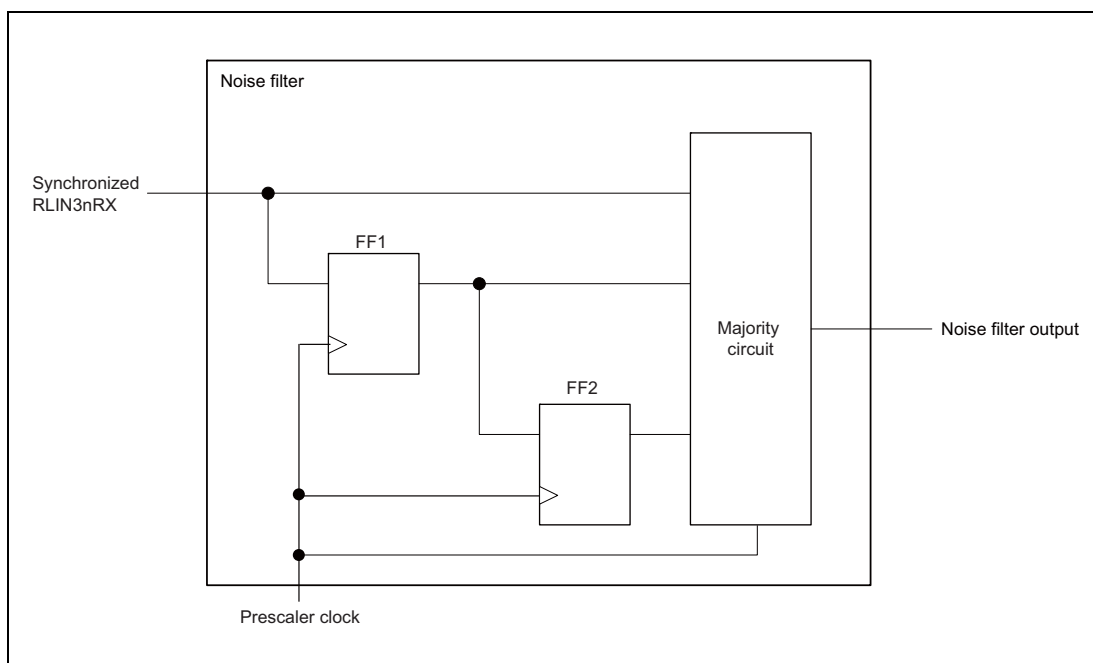 Noise filter
Synchronized
RLIN3nRX
FF1
Majority
circuit
Noise filter output
FF2
Prescaler clock